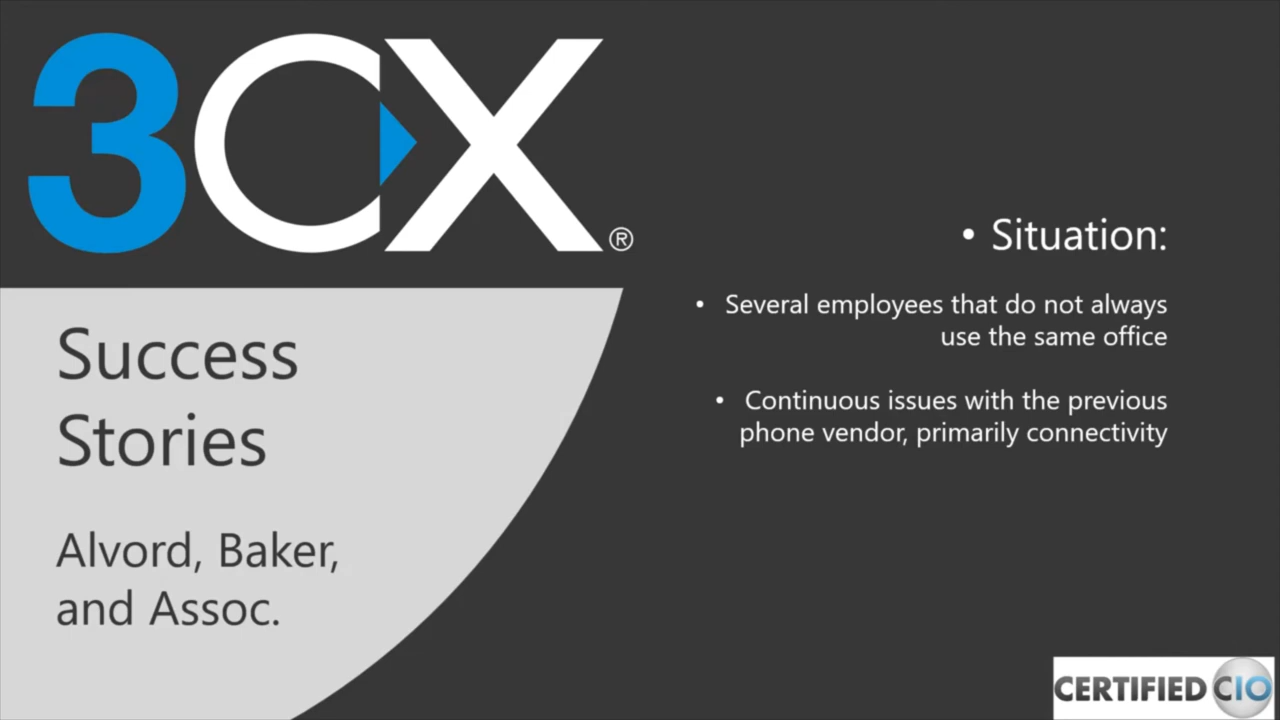 3CX®
Success
Stories
Alvord, Baker,
and Assoc.
• Situation:
• Several employees that do not always
use the same office
• Continuous issues with the previous
phone vendor, primarily connectivity
CERTIFIED CIO